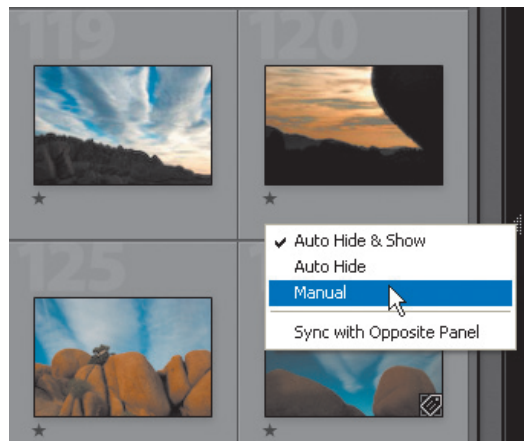 119
120
Auto Hide & Show
Auto Hide
Manual
Sync with Opposite Panel
125